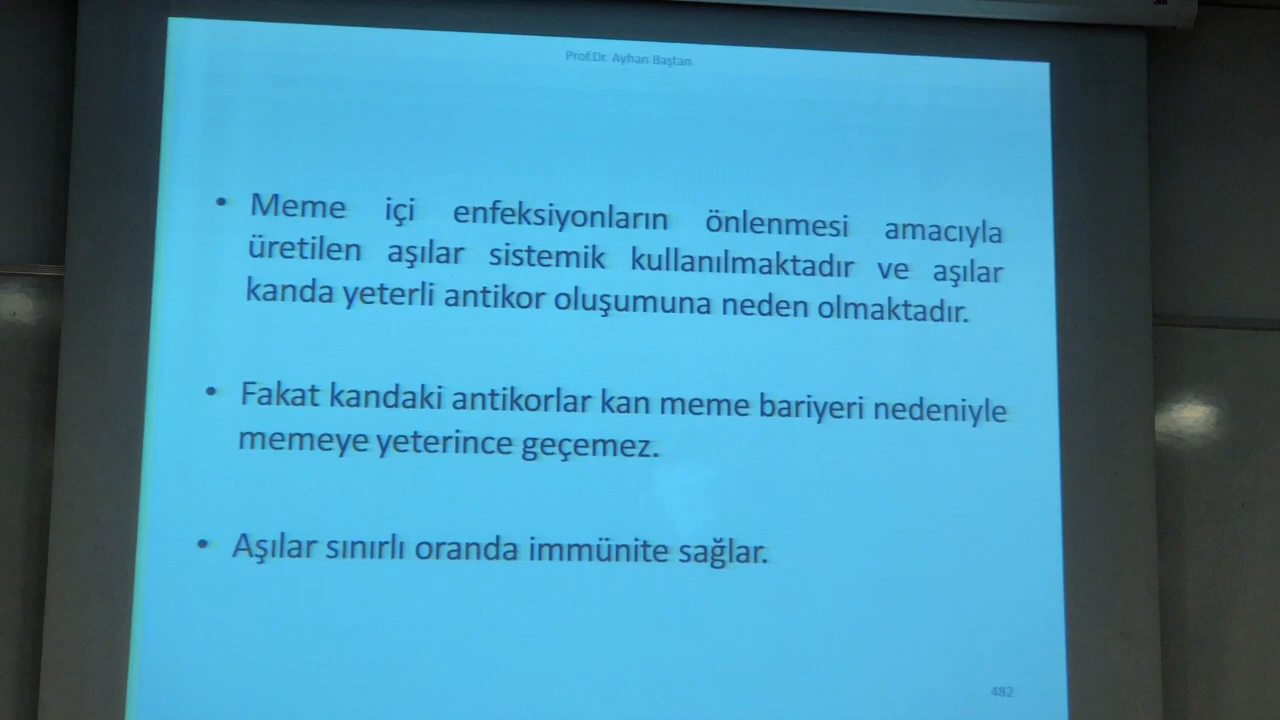 Prof.Dr. Ayhan Baştan
• Meme içi enfeksiyonların önlenmesi amacıyla
üretilen aşılar sistemik kullanılmaktadır ve aşılar
kanda yeterli antikor oluşumuna neden olmaktadır.
• Fakat kandaki antikorlar kan meme bariyeri nedeniyle
memeye yeterince geçemez.
• Aşılar sınırlı oranda immünite sağlar.
482